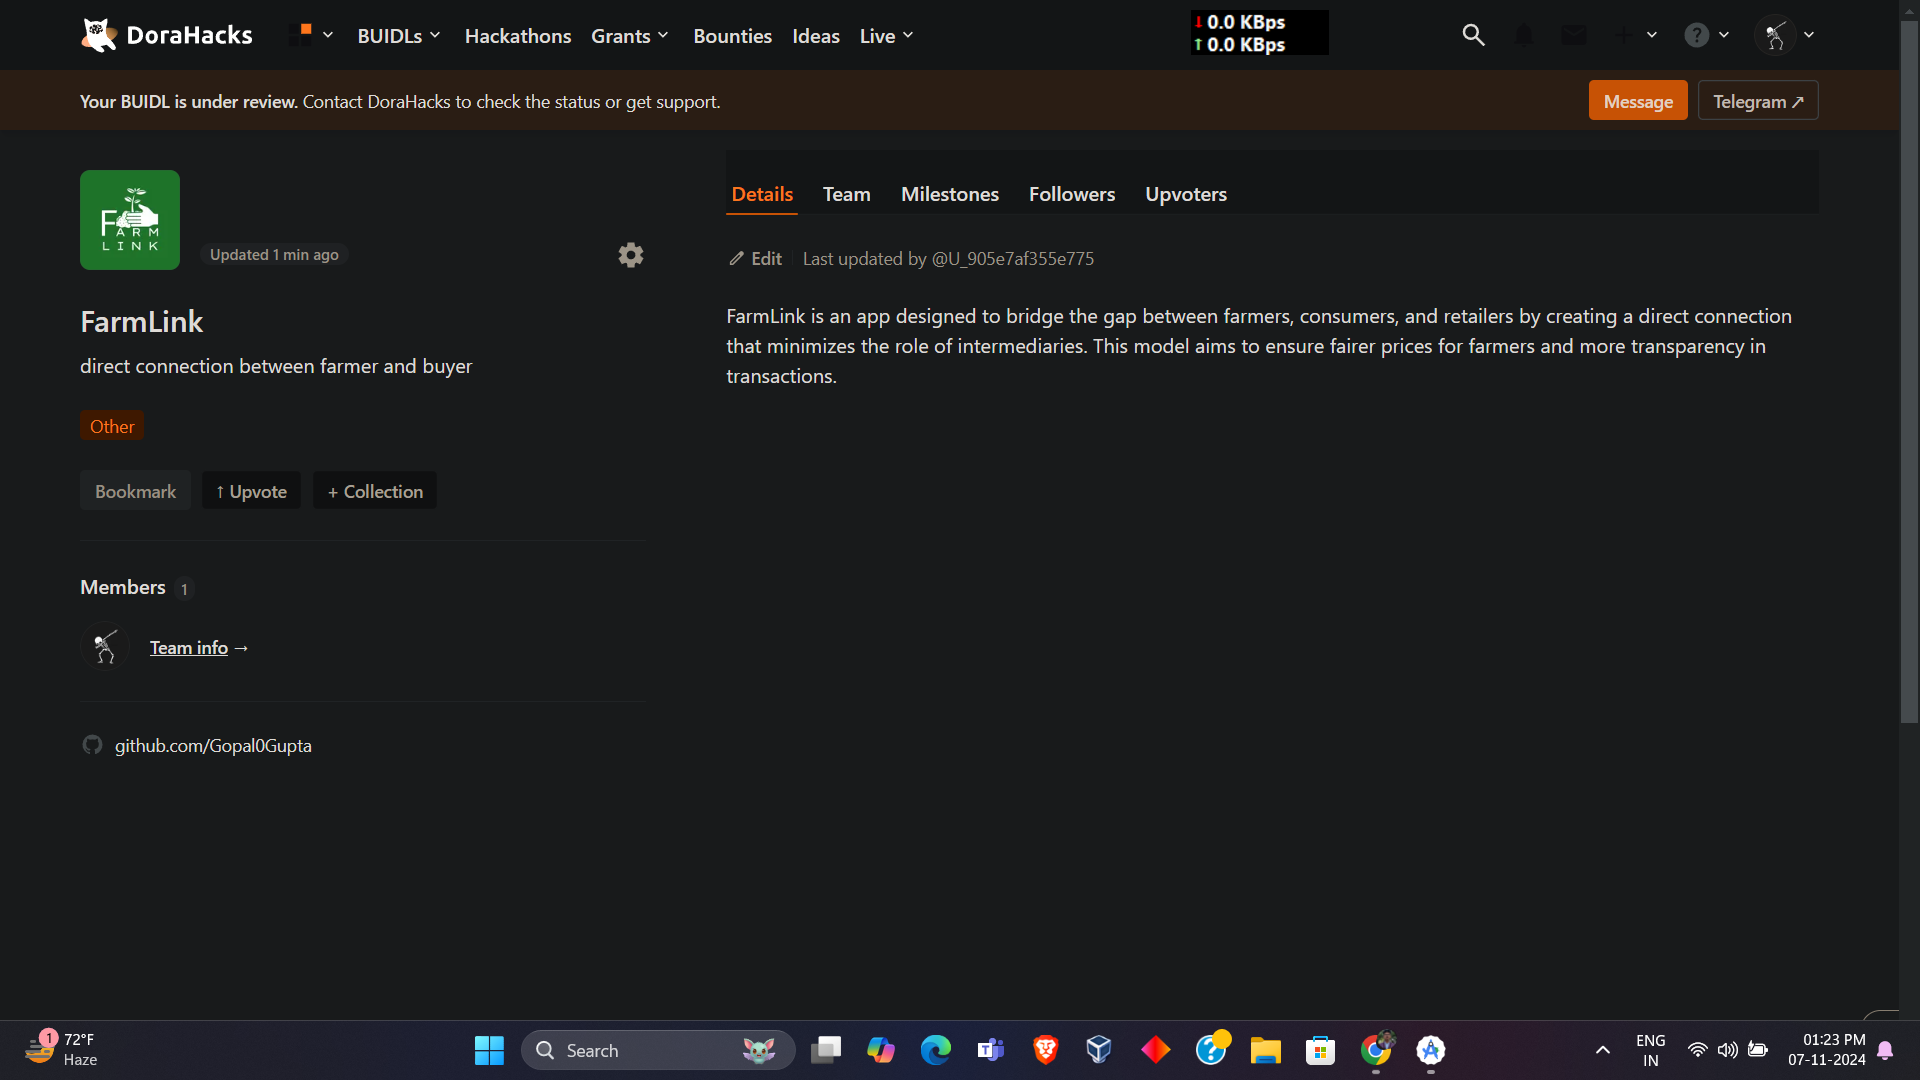 DoraHacks
BUIDLs
Hackathons
Grants
Bounties
Ideas
Live
↓ 0.0 KBps
↑ 0.0 KBps
Your BUIDL is under review. Contact DoraHacks to check the status or get support.
Message
Telegram ↗
FARM
LINK
Updated 1 min ago
FarmLink
direct connection between farmer and buyer
Other
Bookmark
↑ Upvote
+ Collection
Members 1
Team info →
github.com/Gopal0Gupta
Details
Team
Milestones
Followers
Upvoters
Edit
Last updated by @U_905e7af355e775
FarmLink is an app designed to bridge the gap between farmers, consumers, and retailers by creating a direct connection
that minimizes the role of intermediaries. This model aims to ensure fairer prices for farmers and more transparency in
transactions.
1
72°F
Haze
Search
ENG
IN
01:23 PM
07-11-2024